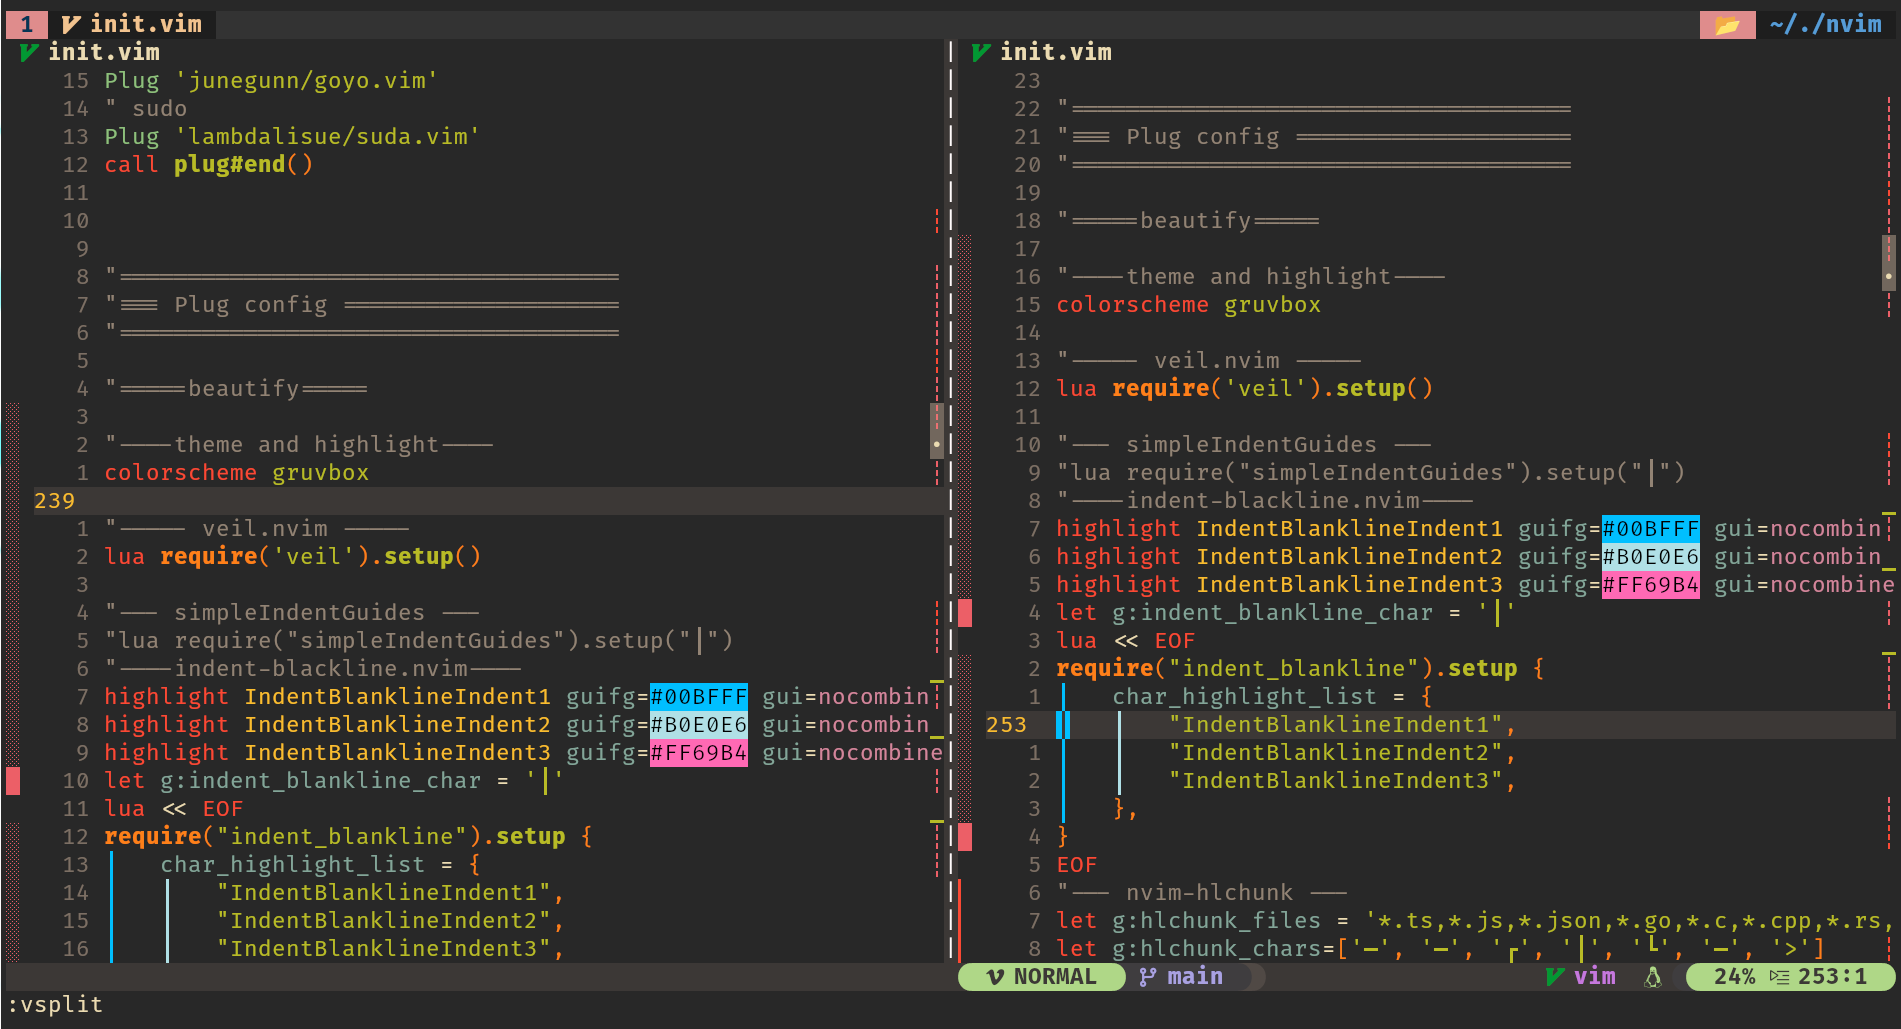 1 init.vim ~/./nvim
init.vim
15 Plug 'junegunn/goyo.vim'
14 " sudo
13 Plug 'lambdalisue/suda.vim'
12 call plug#end()
11
10
9
8 "====================================
7 "=== Plug config ====================
6 "====================================
5
4 "=====beautify=====
3
2 "----theme and highlight----
1 colorscheme gruvbox
239
1 "----- veil.nvim -----
2 lua require('veil').setup()
3
4 "--- simpleIndentGuides ---
5 "lua require("simpleIndentGuides").setup("|")
6 "----indent-blackline.nvim----
7 highlight IndentBlanklineIndent1 guifg=#00BFFF gui=nocombin
8 highlight IndentBlanklineIndent2 guifg=#B0E0E6 gui=nocombin
9 highlight IndentBlanklineIndent3 guifg=#FF69B4 gui=nocombine
10 let g:indent_blankline_char = '|'
11 lua << EOF
12 require("indent_blankline").setup {
13 char_highlight_list = {
14 "IndentBlanklineIndent1",
15 "IndentBlanklineIndent2",
16 "IndentBlanklineIndent3",
init.vim
23
22 "====================================
21 "=== Plug config ====================
20 "====================================
19
18 "=====beautify=====
17
16 "----theme and highlight----
15 colorscheme gruvbox
14
13 "----- veil.nvim -----
12 lua require('veil').setup()
11
10 "--- simpleIndentGuides ---
9 "lua require("simpleIndentGuides").setup("|")
8 "----indent-blackline.nvim----
7 highlight IndentBlanklineIndent1 guifg=#00BFFF gui=nocombin
6 highlight IndentBlanklineIndent2 guifg=#B0E0E6 gui=nocombin
5 highlight IndentBlanklineIndent3 guifg=#FF69B4 gui=nocombine
4 let g:indent_blankline_char = '|'
3 lua << EOF
2 require("indent_blankline").setup {
1 char_highlight_list = {
253 "IndentBlanklineIndent1",
1 "IndentBlanklineIndent2",
2 "IndentBlanklineIndent3",
3 },
4 }
5 EOF
6 "--- nvim-hlchunk ---
7 let g:hlchunk_files = '*.ts,*.js,*.json,*.go,*.c,*.cpp,*.rs,
8 let g:hlchunk_chars=['─', '─', '╭', '│', '╰', '─', '>']
NORMAL main vim 24% 253:1
:vsplit